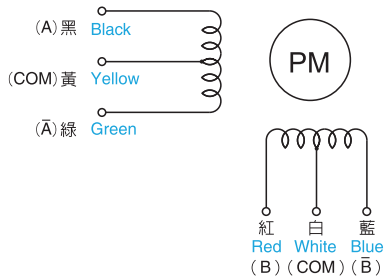 (A)黑 Black
(COM)黃 Yellow
(A̅)綠 Green
PM
紅 白 藍
Red White Blue
(B) (COM) (B̅)